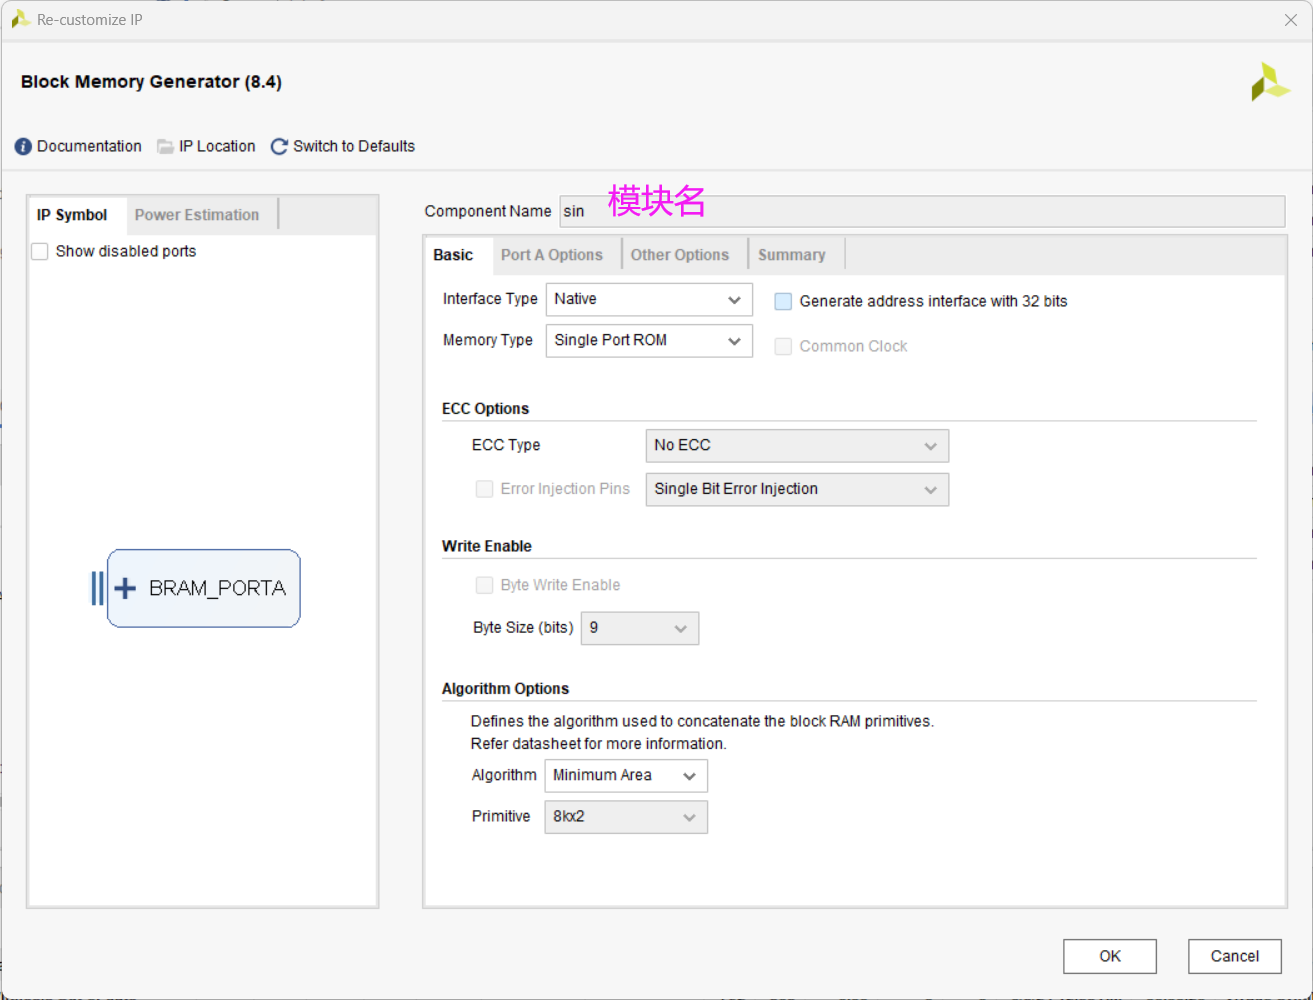 Re-customize IP
Block Memory Generator (8.4)
Documentation IP Location Switch to Defaults
IP Symbol Power Estimation
Show disabled ports
BRAM_PORTA
Component Name sin 模块名
Basic Port A Options Other Options Summary
Interface Type Native Generate address interface with 32 bits
Memory Type Single Port ROM Common Clock
ECC Options
ECC Type No ECC
Error Injection Pins Single Bit Error Injection
Write Enable
Byte Write Enable
Byte Size (bits) 9
Algorithm Options
Defines the algorithm used to concatenate the block RAM primitives.
Refer datasheet for more information.
Algorithm Minimum Area
Primitive 8kx2
OK Cancel